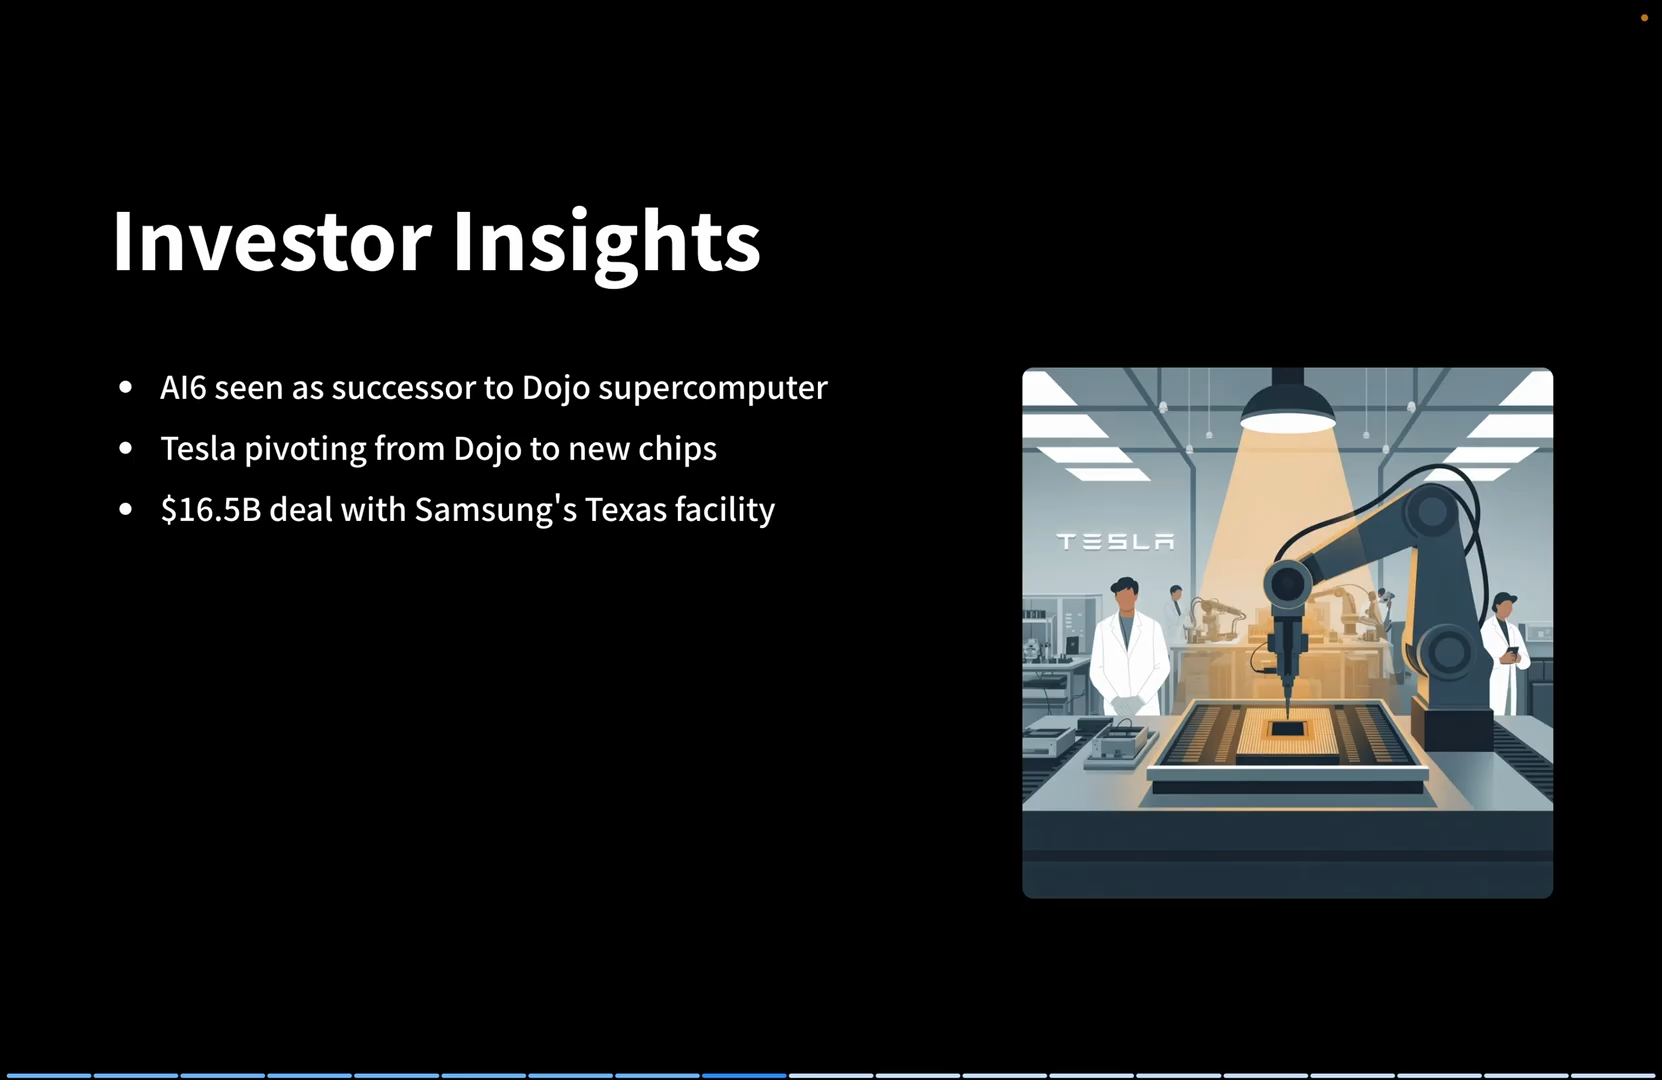 Investor Insights
• AI6 seen as successor to Dojo supercomputer
• Tesla pivoting from Dojo to new chips
• $16.5B deal with Samsung's Texas facility
TESLA